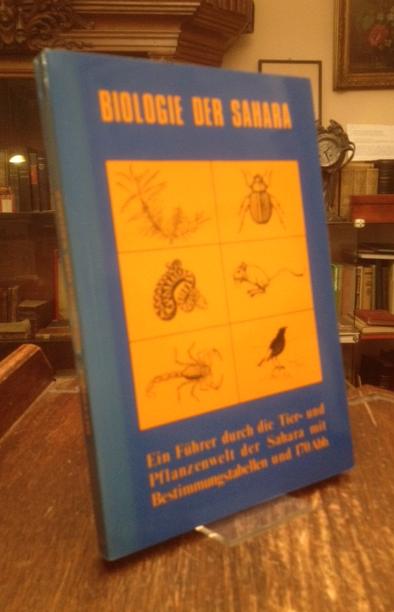 BIOLOGIE DER SAHARA
Ein Führer durch die Tier- und
Pflanzenwelt der Sahara mit
Bestimmungstabellen und 170 Abb